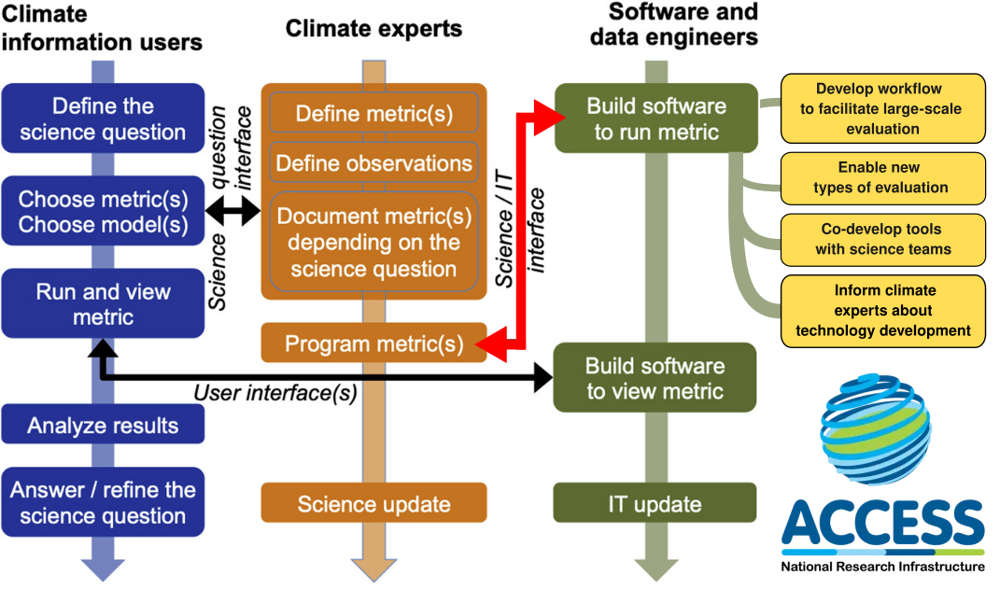 Climate
information users
Define the
science question
Choose metric(s)
Choose model(s)
Run and view
metric
Analyze results
Answer / refine the
science question
Science question
interface
Climate experts
Define metric(s)
Define observations
Document metric(s)
depending on the
science question
Program metric(s)
Science update
Science / IT
interface
User interface(s)
Software and
data engineers
Build software
to run metric
Build software
to view metric
IT update
Develop workflow
to facilitate large-scale
evaluation
Enable new
types of evaluation
Co-develop tools
with science teams
Inform climate
experts about
technology development
ACCESS
National Research Infrastructure